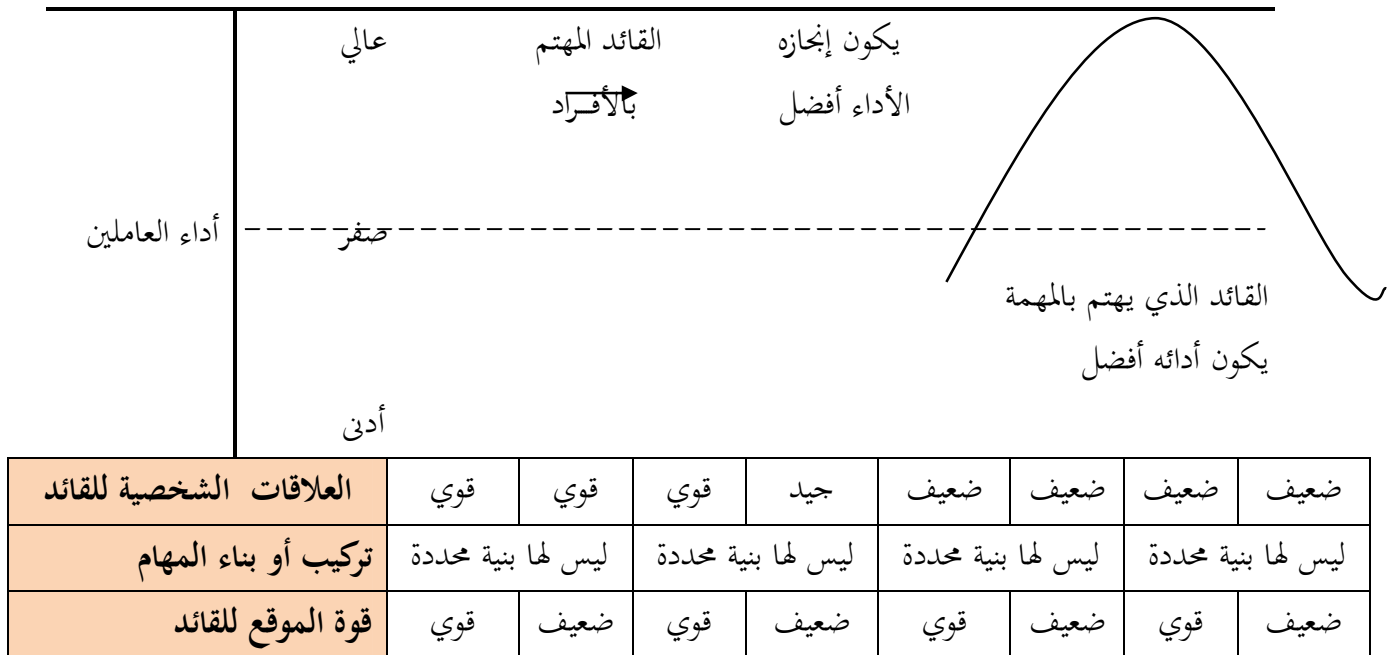 عالي
القائد المهتم
بالأفـراد
يكون إنجازه
الأداء أفضل
أداء العاملين
صفر
القائد الذي يهتم بالمهمة
يكون أدائه أفضل
أدنى
العلاقات الشخصية للقائد قوي قوي قوي جيد ضعيف ضعيف ضعيف ضعيف
تركيب أو بناء المهام ليس لها بنية محددة ليس لها بنية محددة ليس لها بنية محددة ليس لها بنية محددة
قوة الموقع للقائد قوي ضعيف قوي ضعيف قوي ضعيف قوي ضعيف